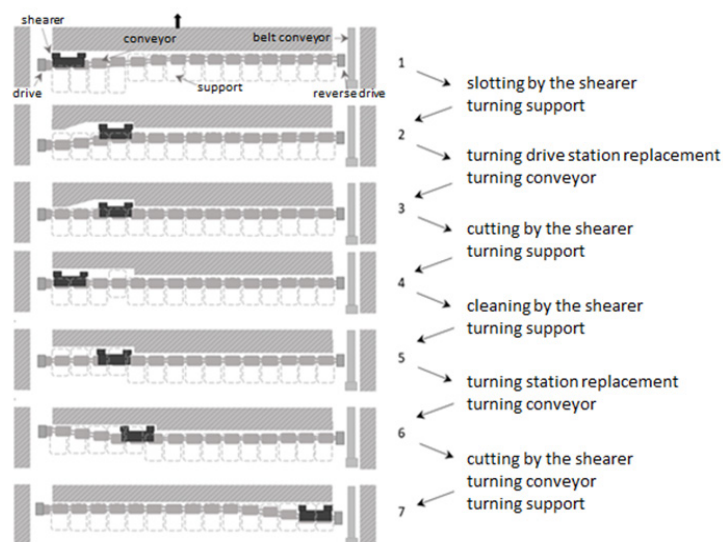 shearer
conveyor
belt conveyor
drive
support
reverse drive
1
slotting by the shearer
turning support
2
turning drive station replacement
turning conveyor
3
cutting by the shearer
turning support
4
cleaning by the shearer
turning support
5
turning station replacement
turning conveyor
6
cutting by the shearer
turning conveyor
turning support
7